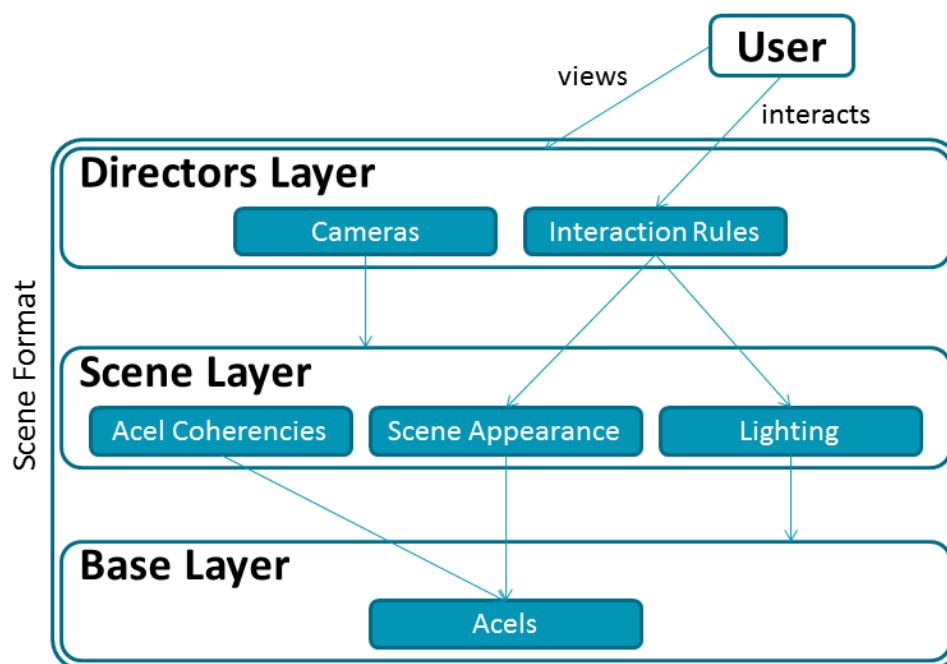 User
views
interacts
Directors Layer
Cameras
Interaction Rules
Scene Format
Scene Layer
Acel Coherencies
Scene Appearance
Lighting
Base Layer
Acels